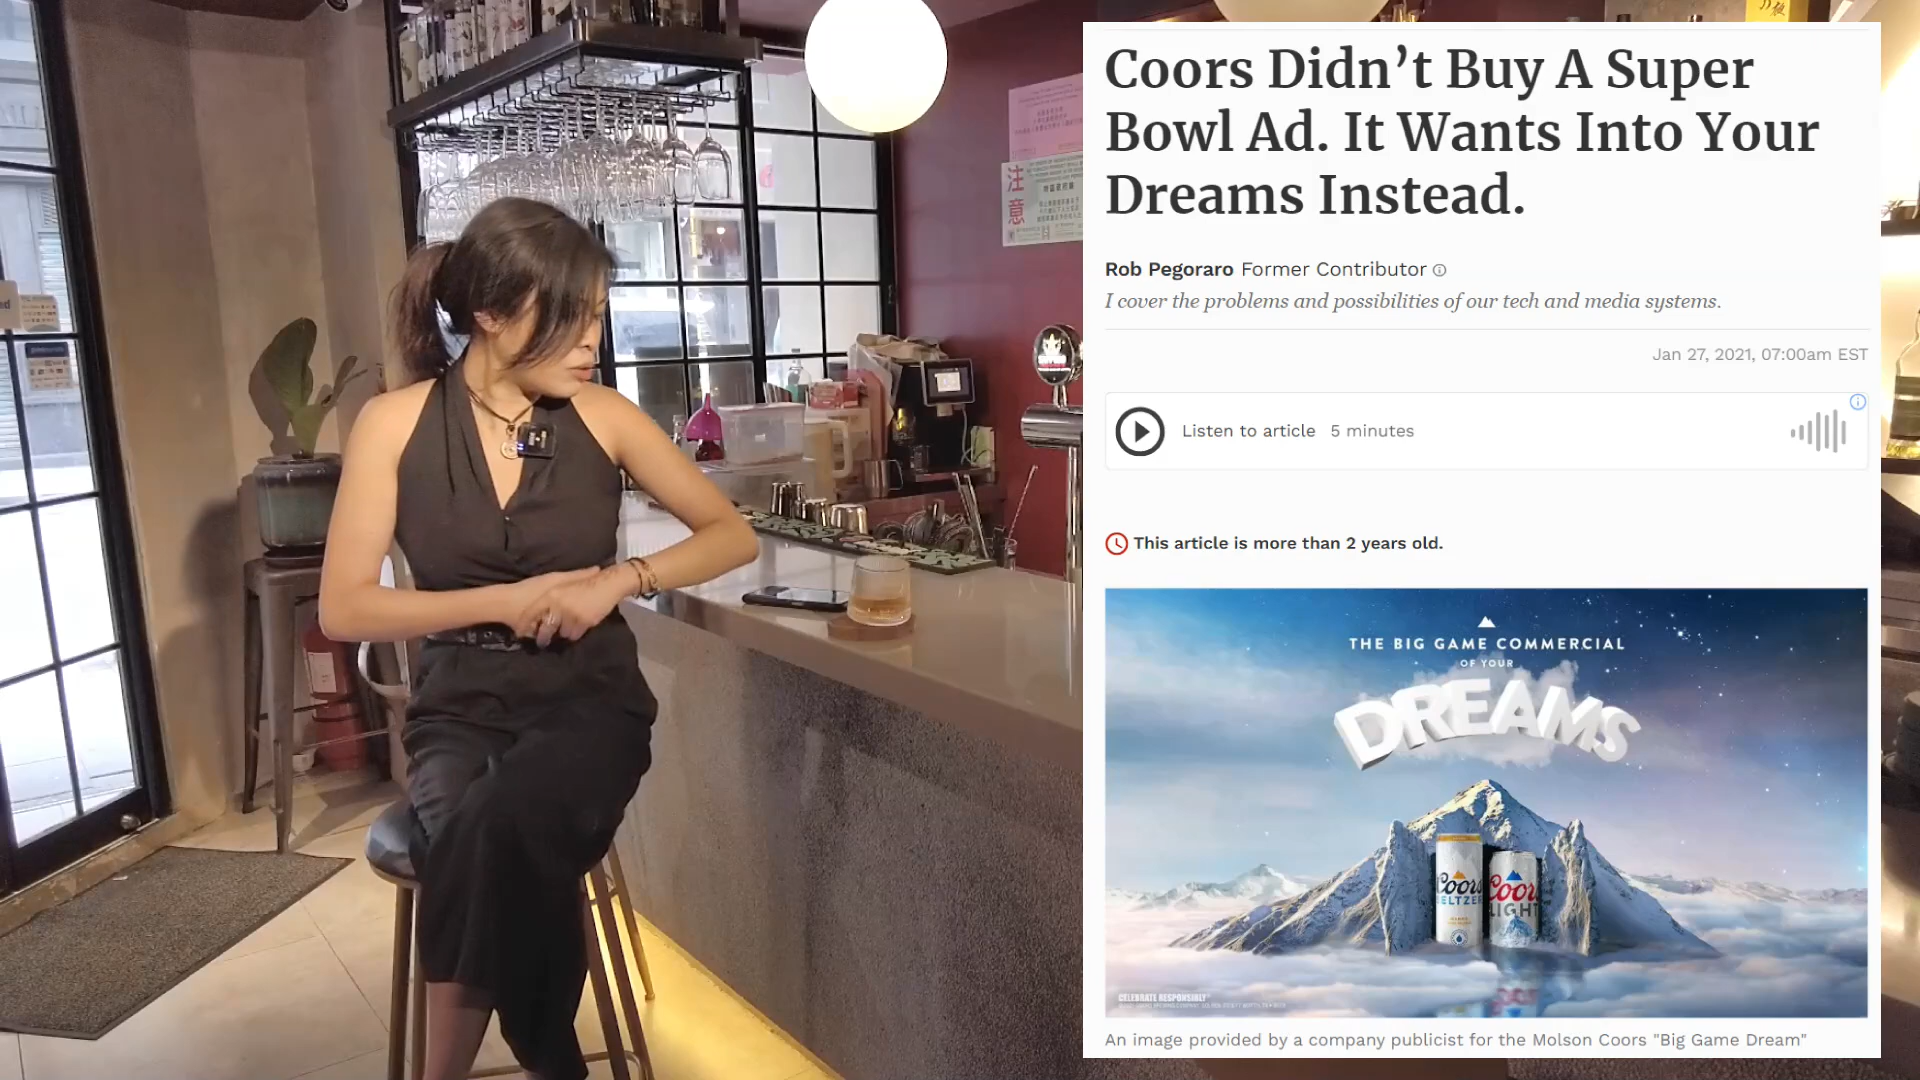 注
意
Coors Didn’t Buy A Super
Bowl Ad. It Wants Into Your
Dreams Instead.
Rob Pegoraro Former Contributor
I cover the problems and possibilities of our tech and media systems.
Jan 27, 2021, 07:00am EST
Listen to article 5 minutes
This article is more than 2 years old.
THE BIG GAME COMMERCIAL
OF YOUR
DREAMS
Coors
SELTZER
Coors
LIGHT
CELEBRATE RESPONSIBLY
An image provided by a company publicist for the Molson Coors "Big Game Dream"